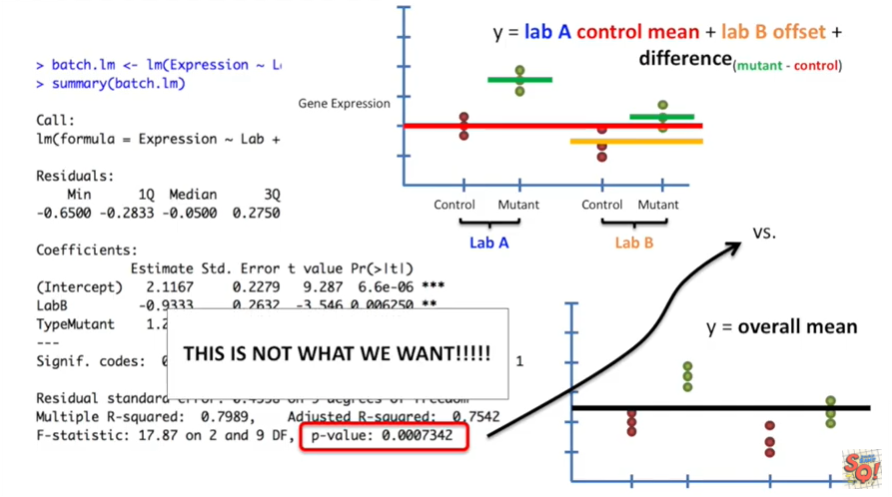 y = lab A control mean + lab B offset +
difference(mutant - control)
> batch.lm <- lm(Expression ~ L
> summary(batch.lm)
Call:
lm(formula = Expression ~ Lab +
Residuals:
Min 1Q Median 3Q
-0.6500 -0.2833 -0.0500 0.2750
Coefficients:
Estimate Std. Error t value Pr(>|t|)
(Intercept) 2.1167 0.2279 9.287 6.6e-06 ***
LabB -0.9333 0.2632 -3.546 0.006250 **
TypeMutant 1.2
---
Signif. codes: 1
THIS IS NOT WHAT WE WANT!!!!!
Residual standard error: 0.4558 on 9 degrees of freedom
Multiple R-squared: 0.7989, Adjusted R-squared: 0.7542
F-statistic: 17.87 on 2 and 9 DF, p-value: 0.0007342
Gene Expression
Control Mutant Control Mutant
Lab A Lab B
vs.
y = overall mean
SQ!